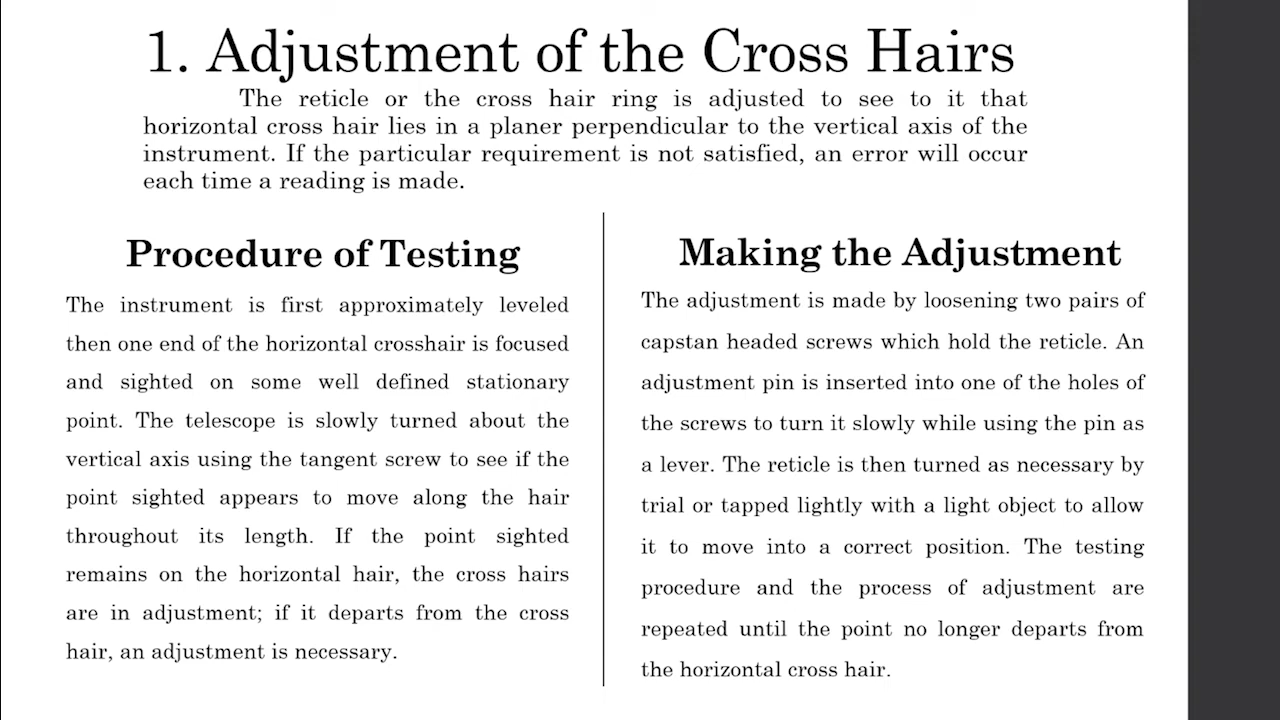 1. Adjustment of the Cross Hairs
The reticle or the cross hair ring is adjusted to see to it that
horizontal cross hair lies in a planer perpendicular to the vertical axis of the
instrument. If the particular requirement is not satisfied, an error will occur
each time a reading is made.
Procedure of Testing
The instrument is first approximately leveled
then one end of the horizontal crosshair is focused
and sighted on some well defined stationary
point. The telescope is slowly turned about the
vertical axis using the tangent screw to see if the
point sighted appears to move along the hair
throughout its length. If the point sighted
remains on the horizontal hair, the cross hairs
are in adjustment; if it departs from the cross
hair, an adjustment is necessary.
Making the Adjustment
The adjustment is made by loosening two pairs of
capstan headed screws which hold the reticle. An
adjustment pin is inserted into one of the holes of
the screws to turn it slowly while using the pin as
a lever. The reticle is then turned as necessary by
trial or tapped lightly with a light object to allow
it to move into a correct position. The testing
procedure and the process of adjustment are
repeated until the point no longer departs from
the horizontal cross hair.